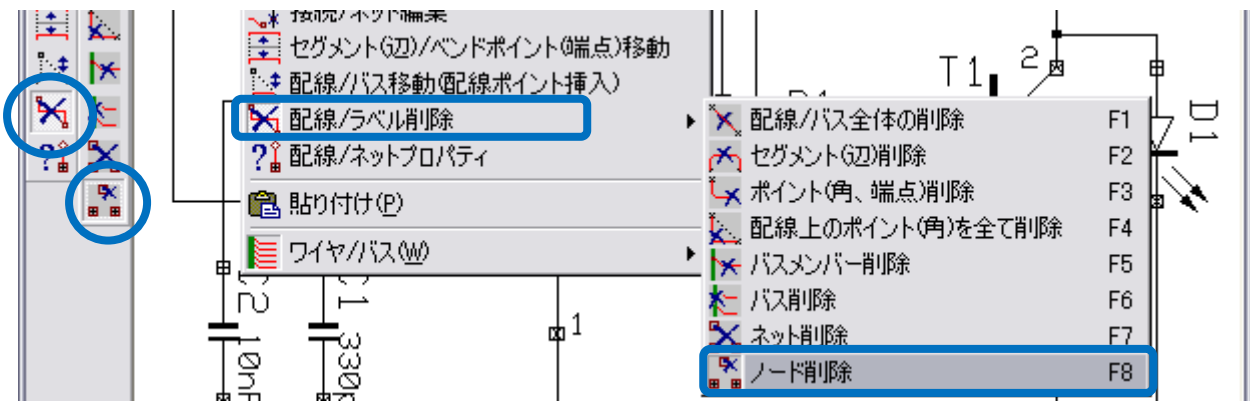 接続/ネット編集
セグメント(辺)/ベンドポイント(端点)移動
配線/バス移動(配線ポイント挿入)
配線/ラベル削除
?
配線/ネットプロパティ
貼り付け(P)
ワイヤ/バス(W)
配線/バス全体の削除 F1
セグメント(辺)削除 F2
ポイント(角、端点)削除 F3
配線上のポイント(角)を全て削除 F4
バスメンバー削除 F5
バス削除 F6
ネット削除 F7
ノード削除 F8
T1
2
D1
C2
10nF
C1
330
1